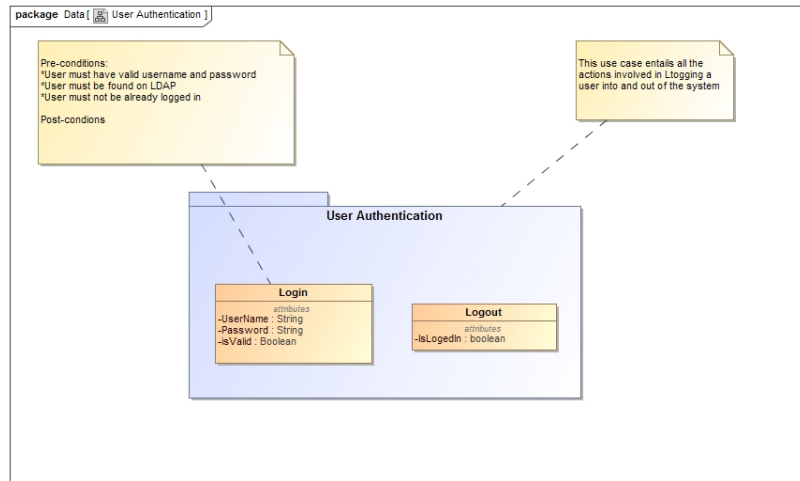 package Data [ User Authentication ]
Pre-conditions:
*User must have valid username and password
*User must be found on LDAP
*User must not be already logged in
Post-condions
This use case entails all the
actions involved in Ltogging a
user into and out of the system
User Authentication
Login
attributes
-UserName : String
-Password : String
-isValid : Boolean
Logout
attributes
-IsLogedIn : boolean